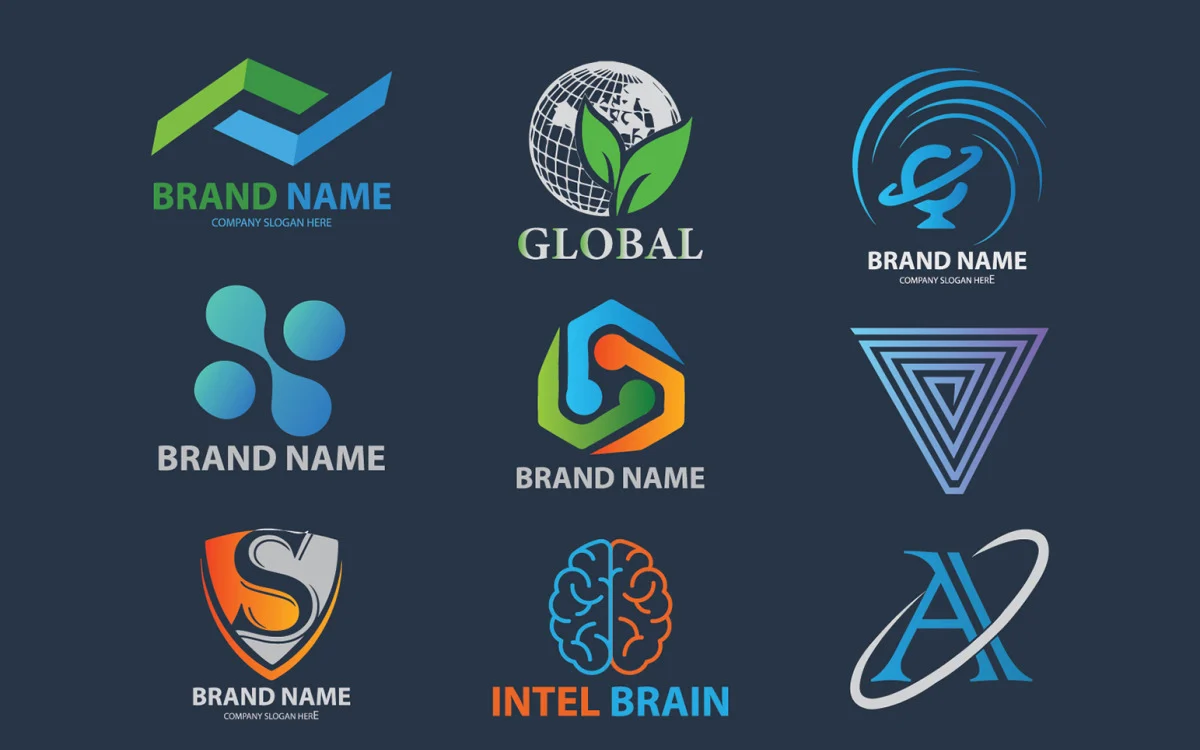 BRAND NAME
COMPANY SLOGAN HERE
GLOBAL
BRAND NAME
COMPANY SLOGAN HERE
BRAND NAME
BRAND NAME
S
BRAND NAME
COMPANY SLOGAN HERE
INTEL BRAIN
A